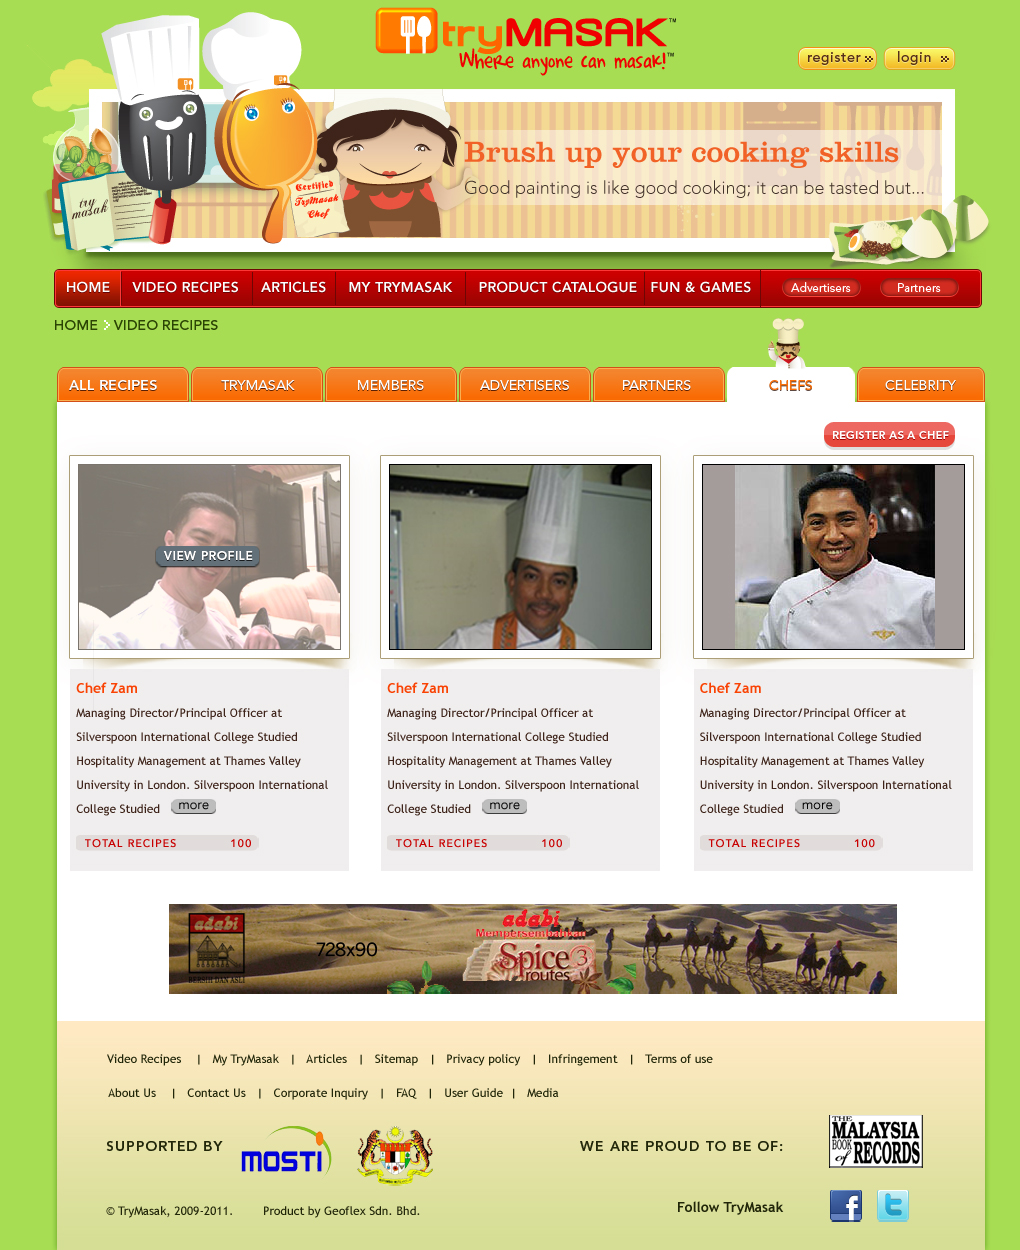 tryMASAK™
Where anyone can masak!™
register
login
Brush up your cooking skills
Good painting is like good cooking; it can be tasted but...
try
masak
Certified
TryMasak
Chef
HOME VIDEO RECIPES ARTICLES MY TRYMASAK PRODUCT CATALOGUE FUN & GAMES Advertisers Partners
HOME VIDEO RECIPES
ALL RECIPES TRYMASAK MEMBERS ADVERTISERS PARTNERS CHEFS CELEBRITY
REGISTER AS A CHEF
VIEW PROFILE
Chef Zam
Managing Director/Principal Officer at
Silverspoon International College Studied
Hospitality Management at Thames Valley
University in London. Silverspoon International
College Studied more
TOTAL RECIPES 100
Chef Zam
Managing Director/Principal Officer at
Silverspoon International College Studied
Hospitality Management at Thames Valley
University in London. Silverspoon International
College Studied more
TOTAL RECIPES 100
Chef Zam
Managing Director/Principal Officer at
Silverspoon International College Studied
Hospitality Management at Thames Valley
University in London. Silverspoon International
College Studied more
TOTAL RECIPES 100
adabi
BERSIH DAN ASLI
728x90
adabi
Mempersembahkan
Spice
routes 3
Video Recipes | My TryMasak | Articles | Sitemap | Privacy policy | Infringement | Terms of use
About Us | Contact Us | Corporate Inquiry | FAQ | User Guide | Media
SUPPORTED BY
MOSTI
WE ARE PROUD TO BE OF:
THE
MALAYSIA
BOOK of RECORDS
© TryMasak, 2009-2011. Product by Geoflex Sdn. Bhd.
Follow TryMasak
f
t